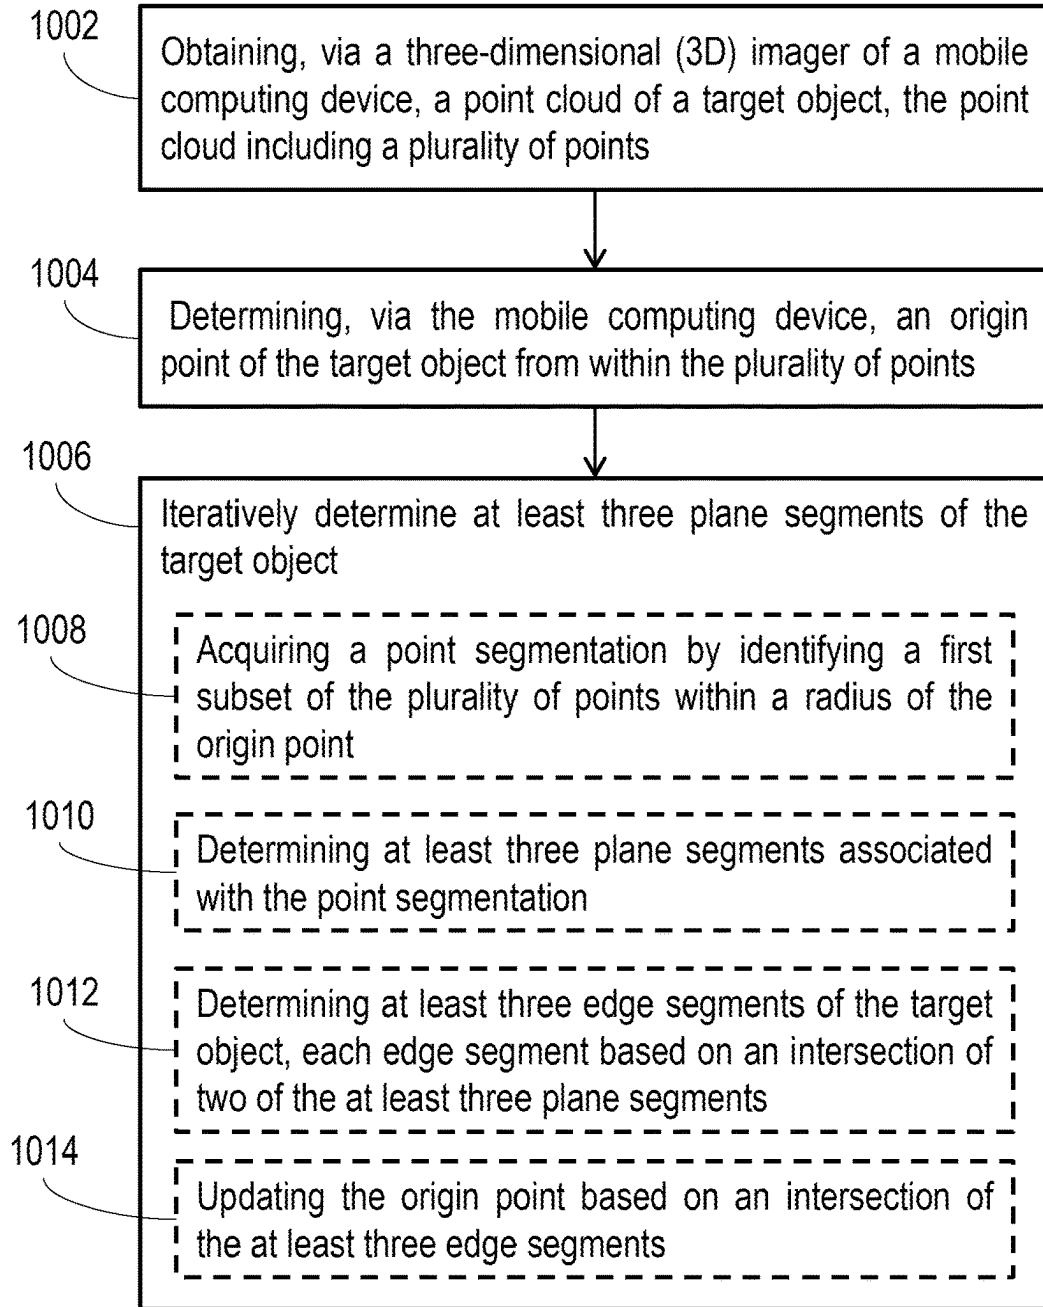 1002
Obtaining, via a three-dimensional (3D) imager of a mobile
computing device, a point cloud of a target object, the point
cloud including a plurality of points
1004
Determining, via the mobile computing device, an origin
point of the target object from within the plurality of points
1006
Iteratively determine at least three plane segments of the
target object
1008
Acquiring a point segmentation by identifying a first
subset of the plurality of points within a radius of the
origin point
1010
Determining at least three plane segments associated
with the point segmentation
1012
Determining at least three edge segments of the target
object, each edge segment based on an intersection of
two of the at least three plane segments
1014
Updating the origin point based on an intersection of
the at least three edge segments